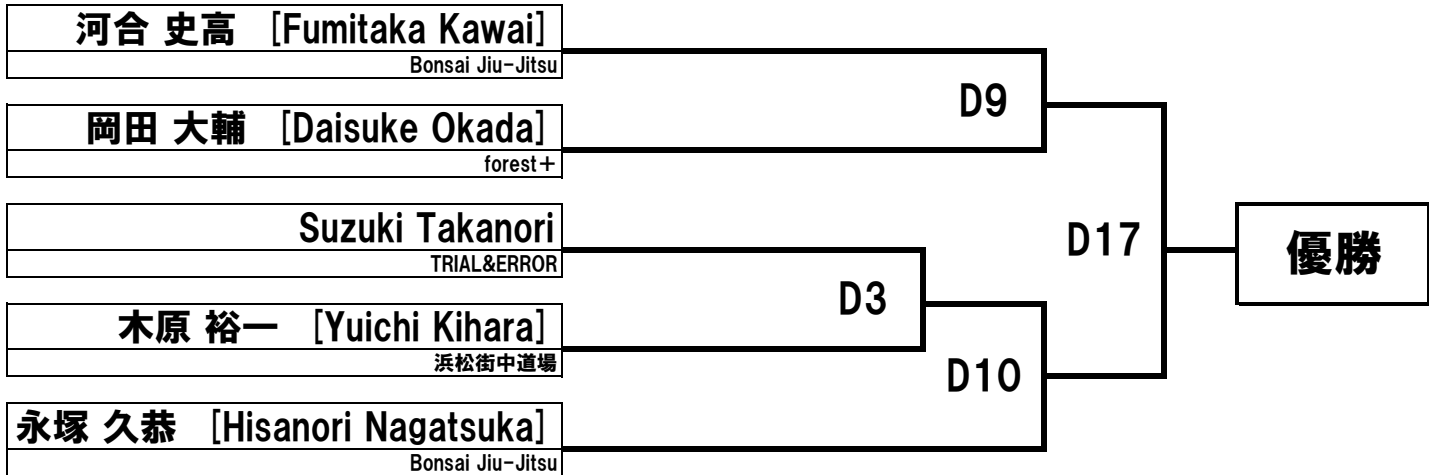 河合 史高 [Fumitaka Kawai]
Bonsai Jiu-Jitsu
岡田 大輔 [Daisuke Okada]
forest+
Suzuki Takanori
TRIAL&ERROR
木原 裕一 [Yuichi Kihara]
浜松街中道場
永塚 久恭 [Hisanori Nagatsuka]
Bonsai Jiu-Jitsu
D9
D3
D10
D17
優勝